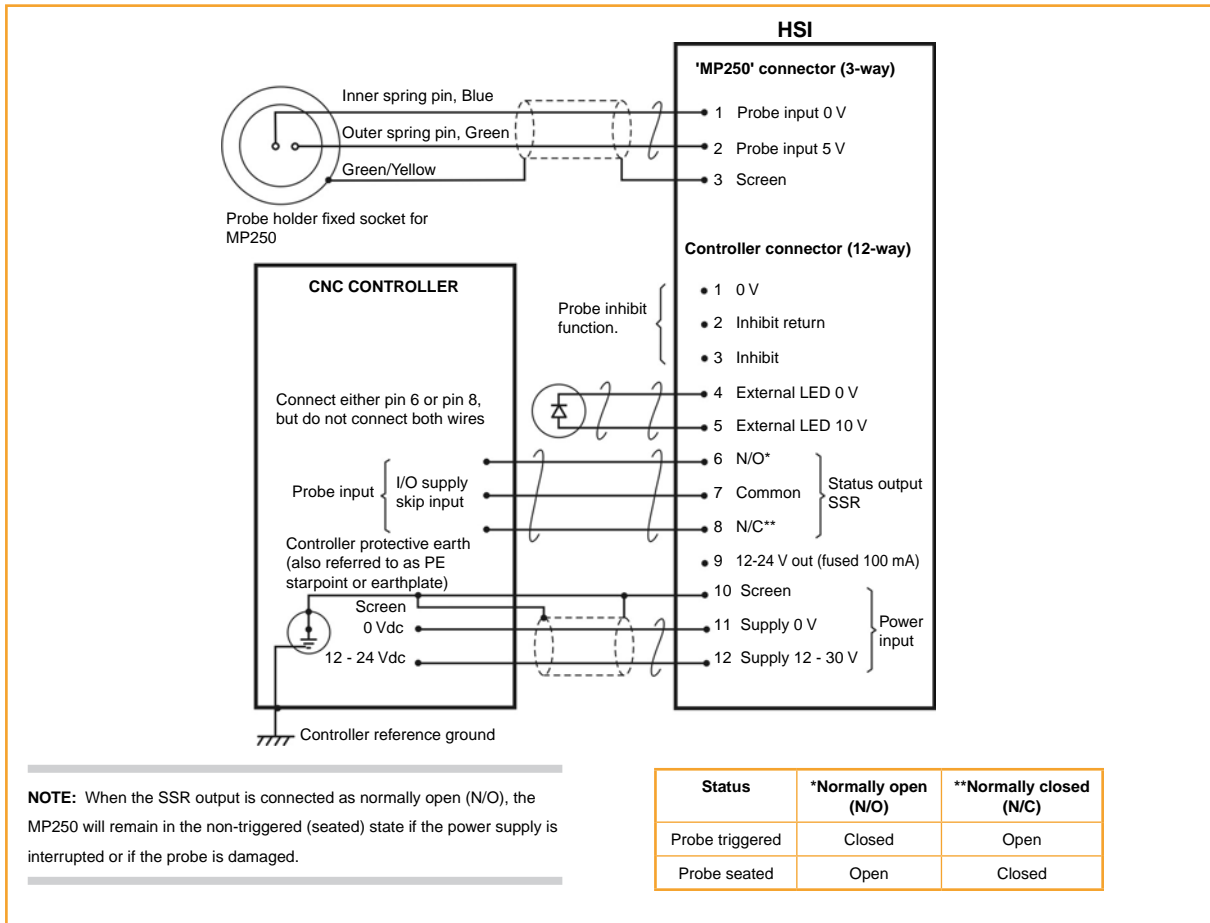 HSI
'MP250' connector (3-way)
Inner spring pin, Blue
1 Probe input 0 V
Outer spring pin, Green
2 Probe input 5 V
Green/Yellow
3 Screen
Probe holder fixed socket for
MP250
Controller connector (12-way)
CNC CONTROLLER
Probe inhibit
function.
1 0 V
2 Inhibit return
3 Inhibit
Connect either pin 6 or pin 8,
but do not connect both wires
4 External LED 0 V
5 External LED 10 V
6 N/O*
7 Common
8 N/C**
Status output
SSR
Probe input
I/O supply
skip input
9 12-24 V out (fused 100 mA)
Controller protective earth
(also referred to as PE
starpoint or earthplate)
10 Screen
Screen
0 Vdc
11 Supply 0 V
12 - 24 Vdc
12 Supply 12 - 30 V
Power
input
Controller reference ground
NOTE: When the SSR output is connected as normally open (N/O), the
MP250 will remain in the non-triggered (seated) state if the power supply is
interrupted or if the probe is damaged.
Status *Normally open (N/O) **Normally closed (N/C)
Probe triggered Closed Open
Probe seated Open Closed